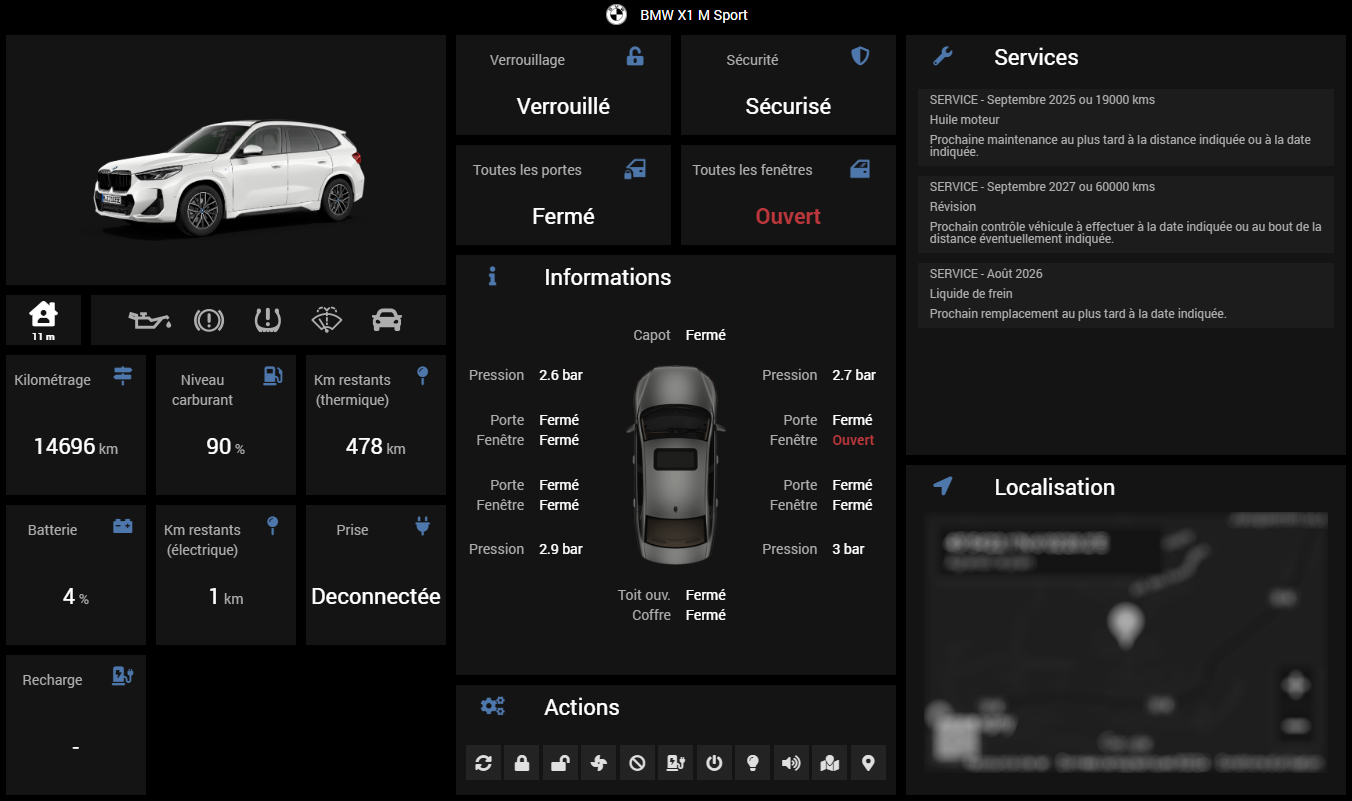 BMW X1 M Sport
11 m
Kilométrage
14696 km
Niveau
carburant
90 %
Km restants
(thermique)
478 km
Batterie
4 %
Km restants
(électrique)
1 km
Prise
Deconnectée
Recharge
-
Verrouillage
Verrouillé
Sécurité
Sécurisé
Toutes les portes
Fermé
Toutes les fenêtres
Ouvert
Informations
Capot Fermé
Pression 2.6 bar
Pression 2.7 bar
Porte Fermé
Fenêtre Fermé
Porte Fermé
Fenêtre Ouvert
Porte Fermé
Fenêtre Fermé
Porte Fermé
Fenêtre Fermé
Pression 2.9 bar
Pression 3 bar
Toit ouv. Fermé
Coffre Fermé
Actions
Services
SERVICE - Septembre 2025 ou 19000 kms
Huile moteur
Prochaine maintenance au plus tard à la distance indiquée ou à la date
indiquée.
SERVICE - Septembre 2027 ou 60000 kms
Révision
Prochain contrôle véhicule à effectuer à la date indiquée ou au bout de la
distance éventuellement indiquée.
SERVICE - Août 2026
Liquide de frein
Prochain remplacement au plus tard à la date indiquée.
Localisation